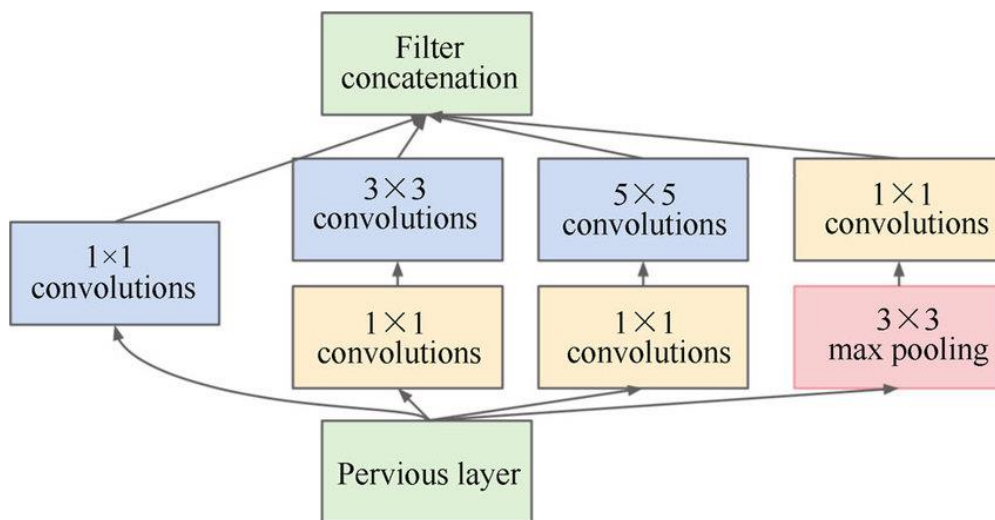 Filter
concatenation
3×3
convolutions
5×5
convolutions
1×1
convolutions
1×1
convolutions
1×1
convolutions
1×1
convolutions
3×3
max pooling
Pervious layer